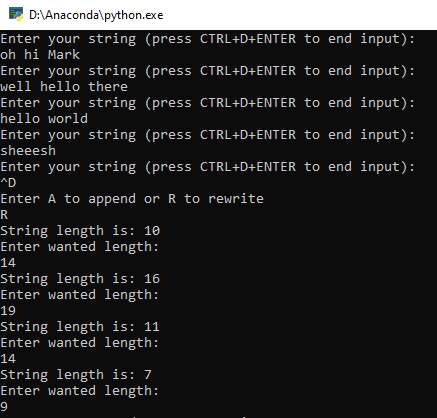 D:\Anaconda\python.exe
Enter your string (press CTRL+D+ENTER to end input):
oh hi Mark
Enter your string (press CTRL+D+ENTER to end input):
well hello there
Enter your string (press CTRL+D+ENTER to end input):
hello world
Enter your string (press CTRL+D+ENTER to end input):
sheeesh
Enter your string (press CTRL+D+ENTER to end input):
^D
Enter A to append or R to rewrite
R
String length is: 10
Enter wanted length:
14
String length is: 16
Enter wanted length:
19
String length is: 11
Enter wanted length:
14
String length is: 7
Enter wanted length:
9